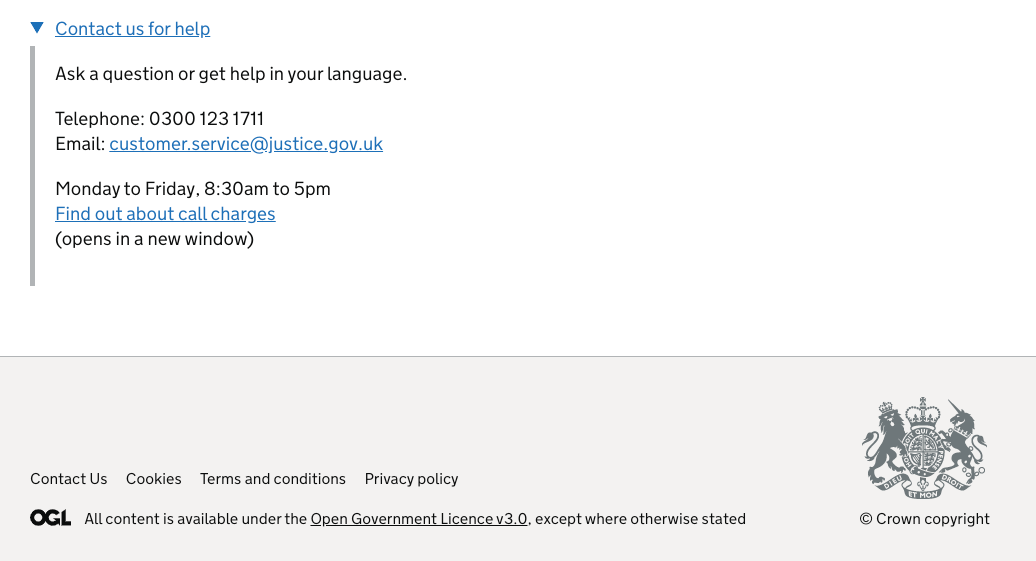 Contact us for help
Ask a question or get help in your language.
Telephone: 0300 123 1711
Email: customer.service@justice.gov.uk
Monday to Friday, 8:30am to 5pm
Find out about call charges
(opens in a new window)
Contact Us Cookies Terms and conditions Privacy policy
OGL All content is available under the Open Government Licence v3.0, except where otherwise stated
DIEU ET MON DROIT
© Crown copyright